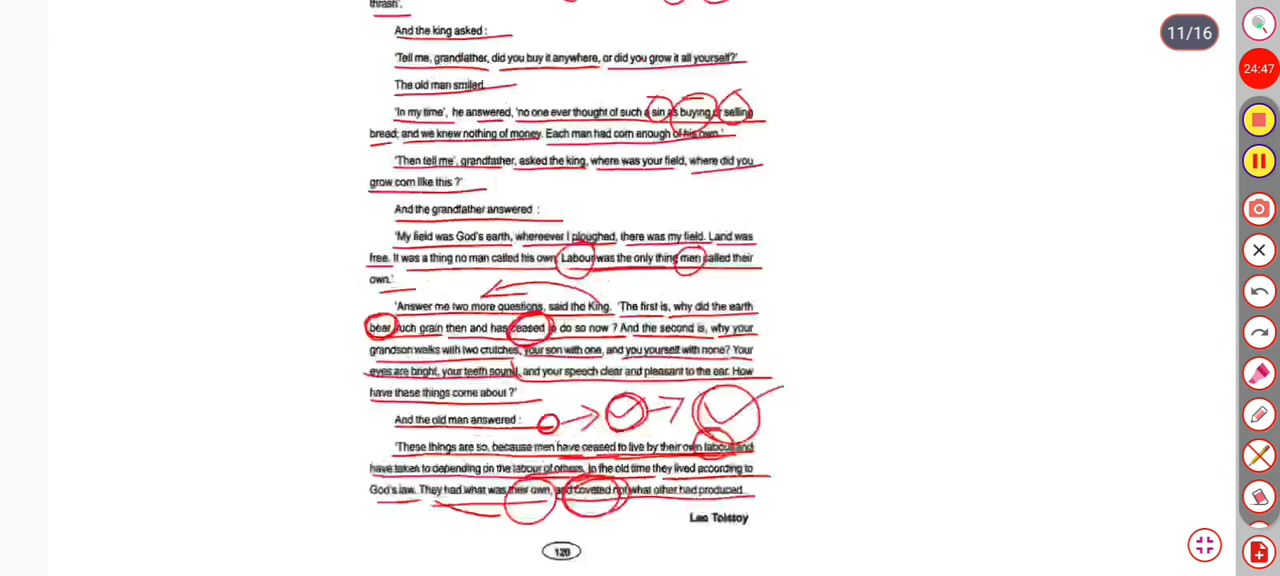 thrash'.
And the king asked :
'Tell me, grandfather, did you buy it anywhere, or did you grow it all yourself?'
The old man smiled.
'In my time', he answered, 'no one ever thought of such a sin as buying or selling
bread; and we knew nothing of money. Each man had corn enough of his own.'
'Then tell me', grandfather, asked the king, where was your field, where did you
grow corn like this ?'
And the grandfather answered :
'My field was God's earth, whereever I ploughed, there was my field. Land was
free. It was a thing no man called his own. Labour was the only thing men called their
own.'
'Answer me two more questions, said the King. 'The first is, why did the earth
bear such grain then and has ceased to do so now ? And the second is, why your
grandson walks with two crutches, your son with one, and you yourself with none? Your
eyes are bright, your teeth sound, and your speech clear and pleasant to the ear. How
have these things come about ?'
And the old man answered :
'These things are so, because men have ceased to live by their own labour and
have taken to depending on the labour of others. In the old time they lived according to
God's law. They had what was their own, and coveted not what other had produced.
Leo Tolstoy
120
11/16
24:47